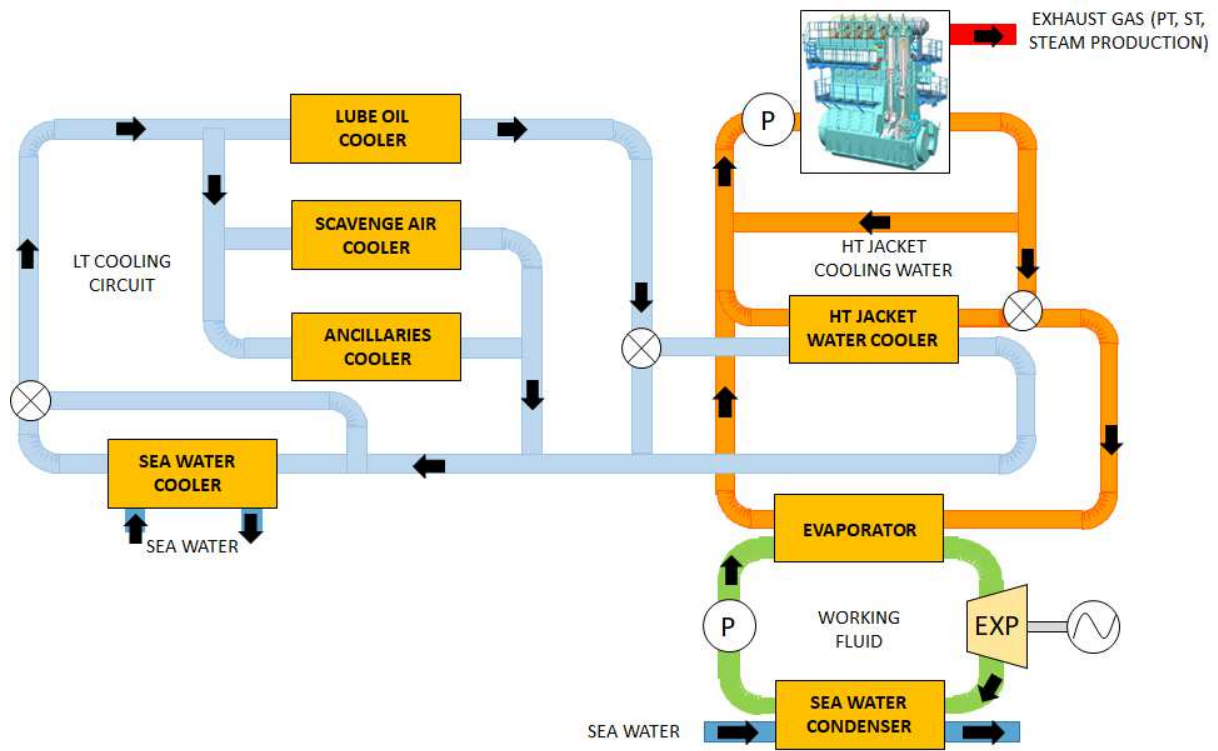 EXHAUST GAS (PT, ST,
STEAM PRODUCTION)
P
LUBE OIL
COOLER
SCAVENGE AIR
COOLER
LT COOLING
CIRCUIT
HT JACKET
COOLING WATER
ANCILLARIES
COOLER
HT JACKET
WATER COOLER
SEA WATER
COOLER
SEA WATER
EVAPORATOR
P
WORKING
FLUID
EXP
SEA WATER
CONDENSER
SEA WATER